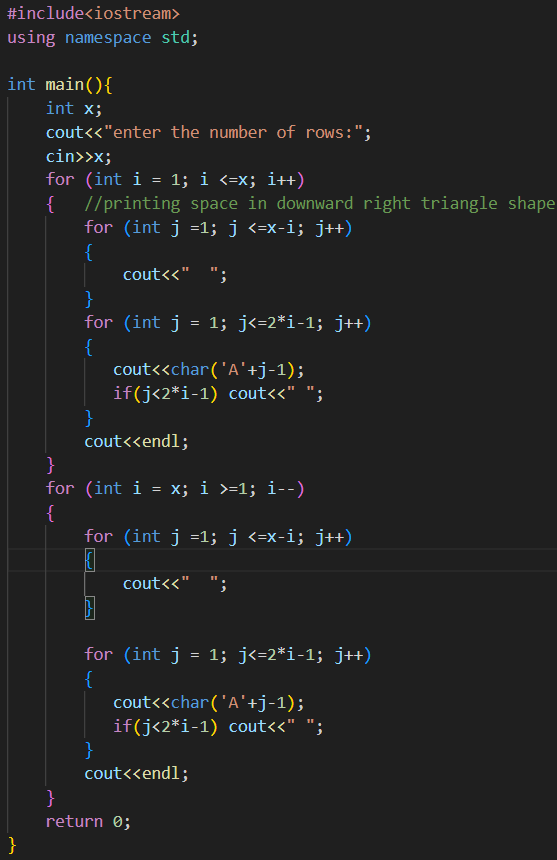 #include<iostream>
using namespace std;

int main(){
    int x;
    cout<<"enter the number of rows:";
    cin>>x;
    for (int i = 1; i <=x; i++)
    {   //printing space in downward right triangle shape
        for (int j =1; j <=x-i; j++)
        {
            cout<<"  ";
        }
        for (int j = 1; j<=2*i-1; j++)
        {
           cout<<char('A'+j-1);
           if(j<2*i-1) cout<<" ";
        }
        cout<<endl;
    }
    for (int i = x; i >=1; i--)
    {
        for (int j =1; j <=x-i; j++)
        {
            cout<<"  ";
        }

        for (int j = 1; j<=2*i-1; j++)
        {
           cout<<char('A'+j-1);
           if(j<2*i-1) cout<<" ";
        }
        cout<<endl;
    }
    return 0;
}